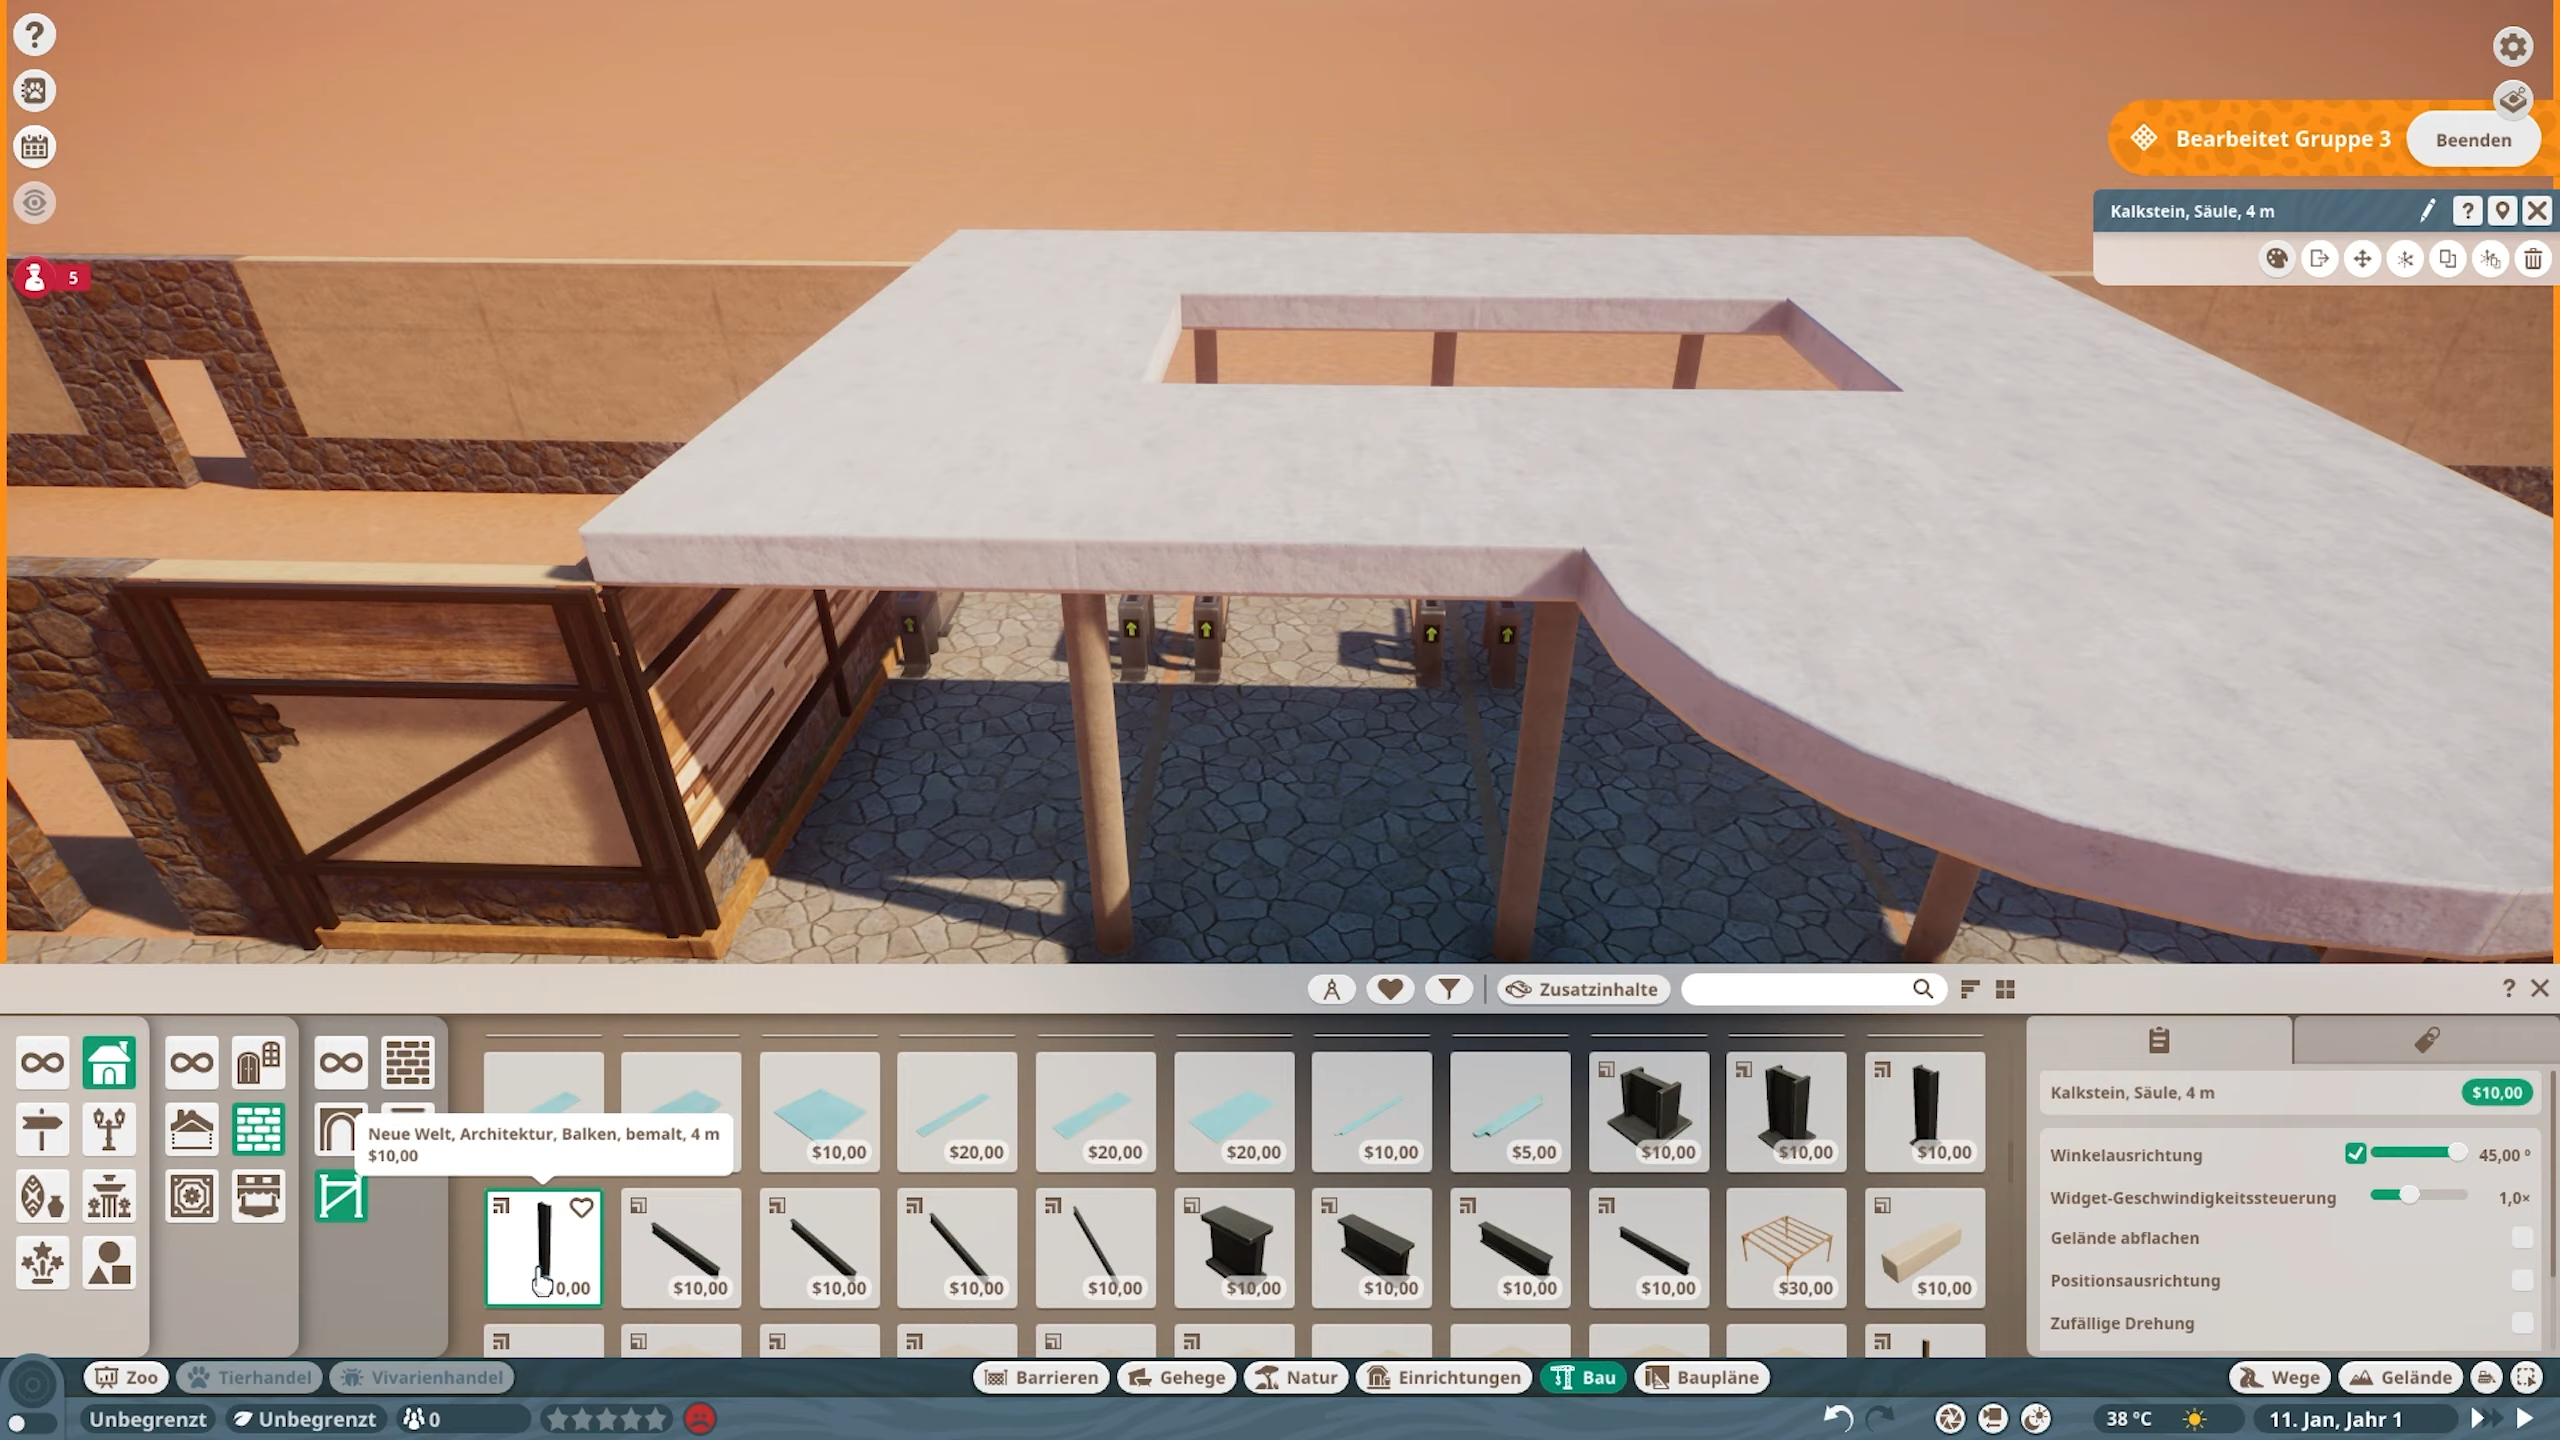 Bearbeitet Gruppe 3
Beenden
Kalkstein, Säule, 4 m
5
Zusatzinhalte
Neue Welt, Architektur, Balken, bemalt, 4 m
$10,00
$10,00
$20,00
$20,00
$20,00
$10,00
$5,00
$10,00
$10,00
$10,00
0,00
$10,00
$10,00
$10,00
$10,00
$10,00
$10,00
$10,00
$10,00
$30,00
$10,00
Kalkstein, Säule, 4 m
$10,00
Winkelausrichtung
45,00 °
Widget-Geschwindigkeitssteuerung
1,0×
Gelände abflachen
Positionsausrichtung
Zufällige Drehung
Zoo
Tierhandel
Vivarienhandel
Barrieren
Gehege
Natur
Einrichtungen
Bau
Baupläne
Wege
Gelände
Unbegrenzt
Unbegrenzt
0
38 °C
11. Jan, Jahr 1